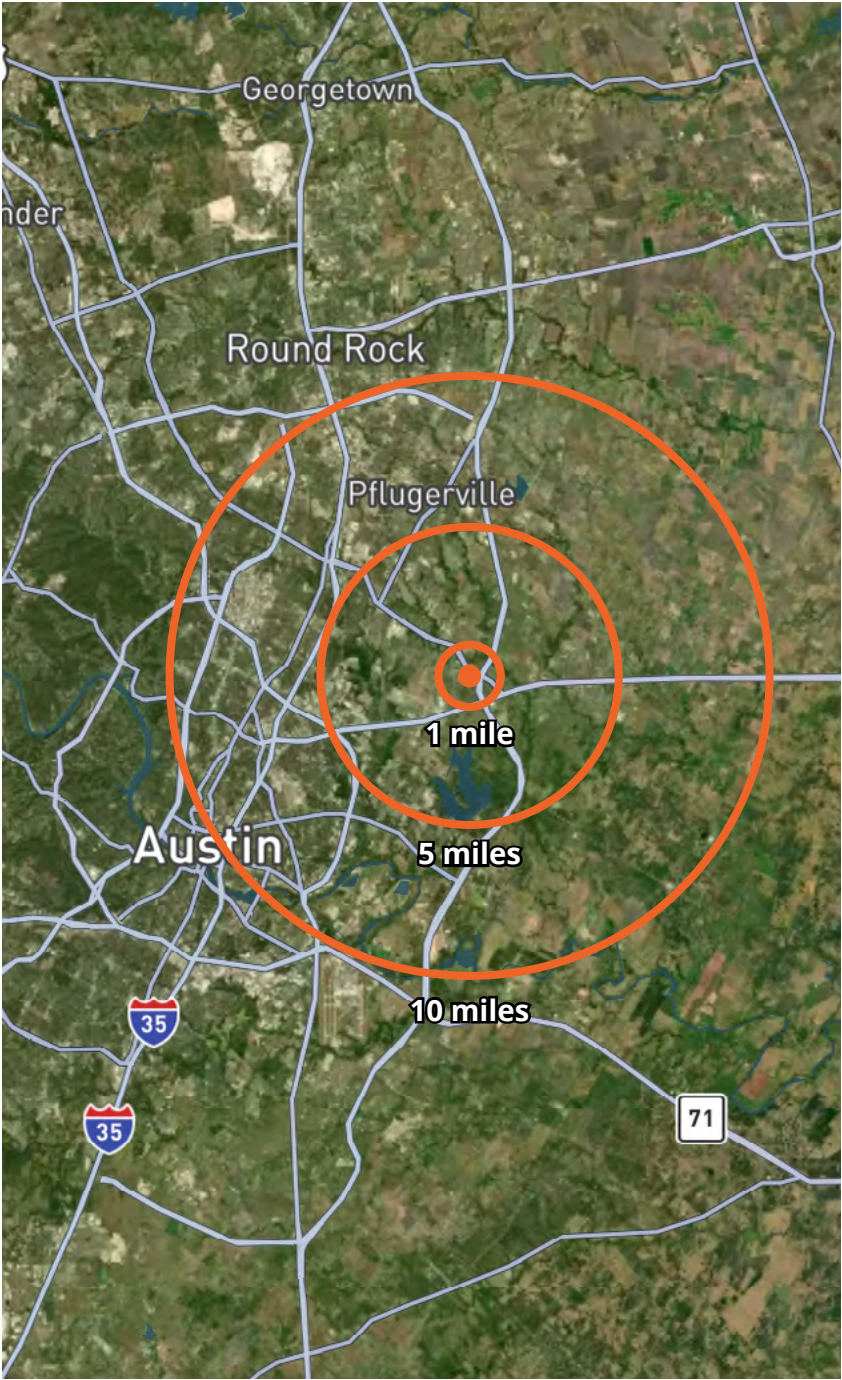 Georgetown
nder
Round Rock
Pflugerville
1 mile
Austin
5 miles
10 miles
35
35
71